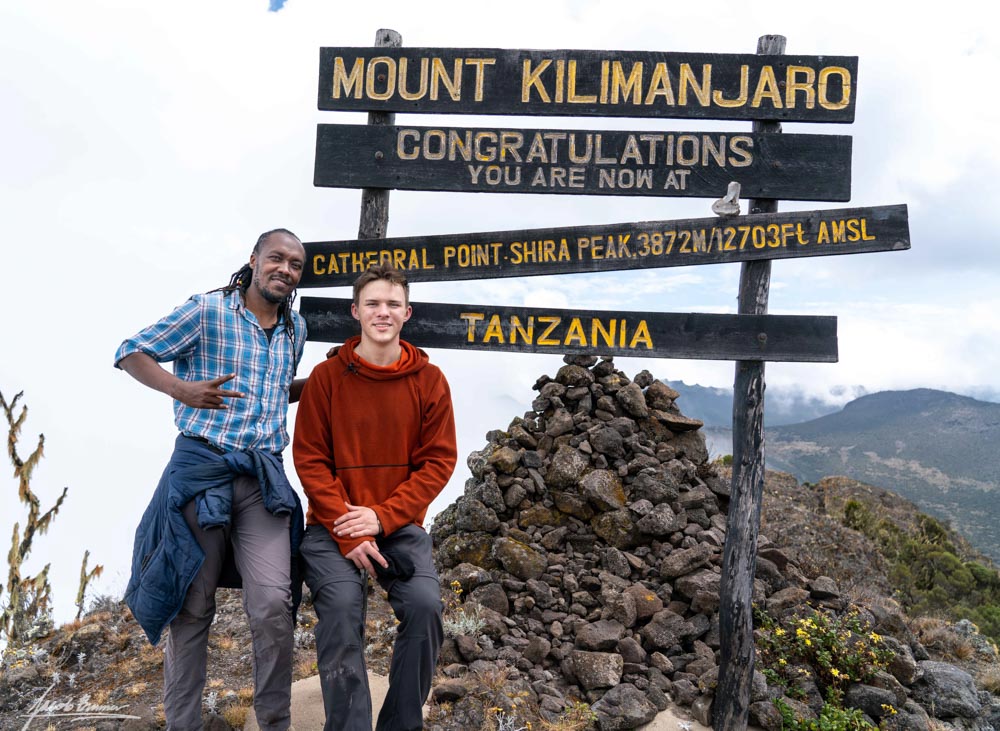 MOUNT KILIMANJARO
CONGRATULATIONS
YOU ARE NOW AT
CATHEDRAL POINT-SHIRA PEAK,3872M/12703Ft AMSL
TANZANIA